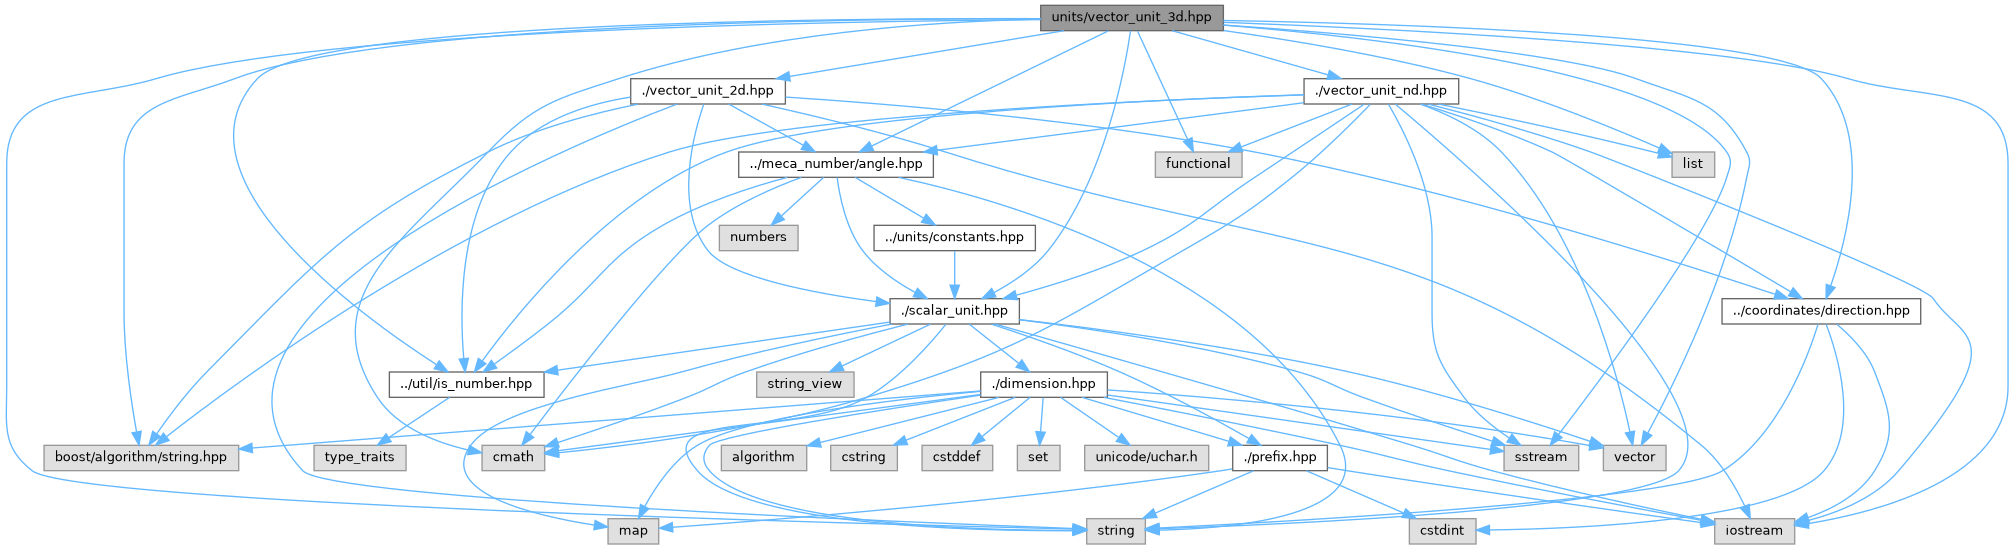 units/vector_unit_3d.hpp
./vector_unit_2d.hpp
./vector_unit_nd.hpp
../meca_number/angle.hpp
functional
list
numbers
../units/constants.hpp
./scalar_unit.hpp
../coordinates/direction.hpp
../util/is_number.hpp
string_view
./dimension.hpp
boost/algorithm/string.hpp
type_traits
cmath
algorithm
cstring
cstddef
set
unicode/uchar.h
./prefix.hpp
sstream
vector
map
string
cstdint
iostream